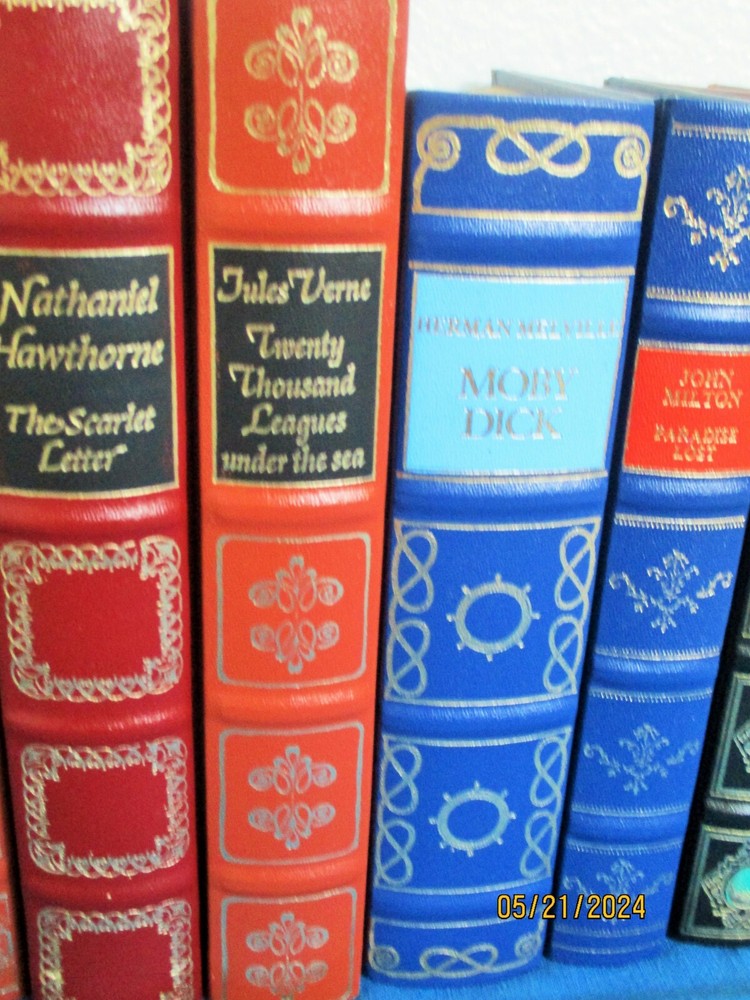 Nathaniel
Hawthorne
The Scarlet
Letter
Jules Verne
Twenty
Thousand
Leagues
under the sea
HERMAN MELVILLE
MOBY
DICK
JOHN
MILTON
PARADISE
LOST
05/21/2024